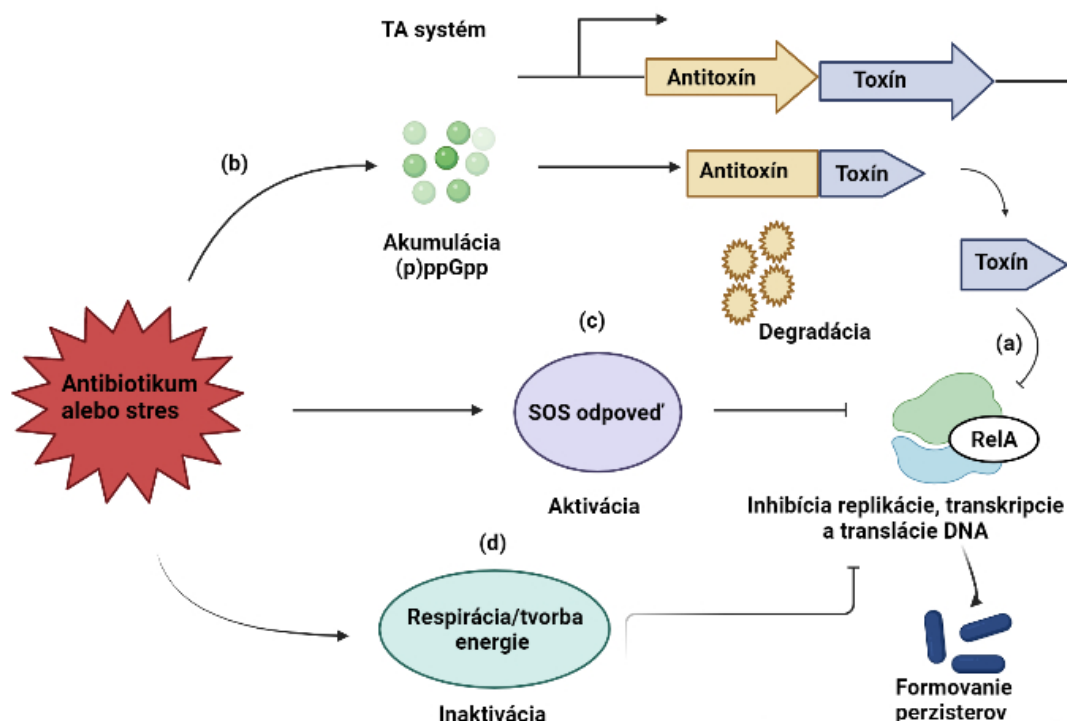 TA systém
Antitoxín
Toxín
(b)
Antitoxín
Toxín
Akumulácia
(p)ppGpp
Toxín
Degradácia
(a)
(c)
Antibiotikum
alebo stres
SOS odpoveď
RelA
Aktivácia
Inhibícia replikácie, transkripcie
a translácie DNA
(d)
Respirácia/tvorba
energie
Inaktivácia
Formovanie
perzisterov